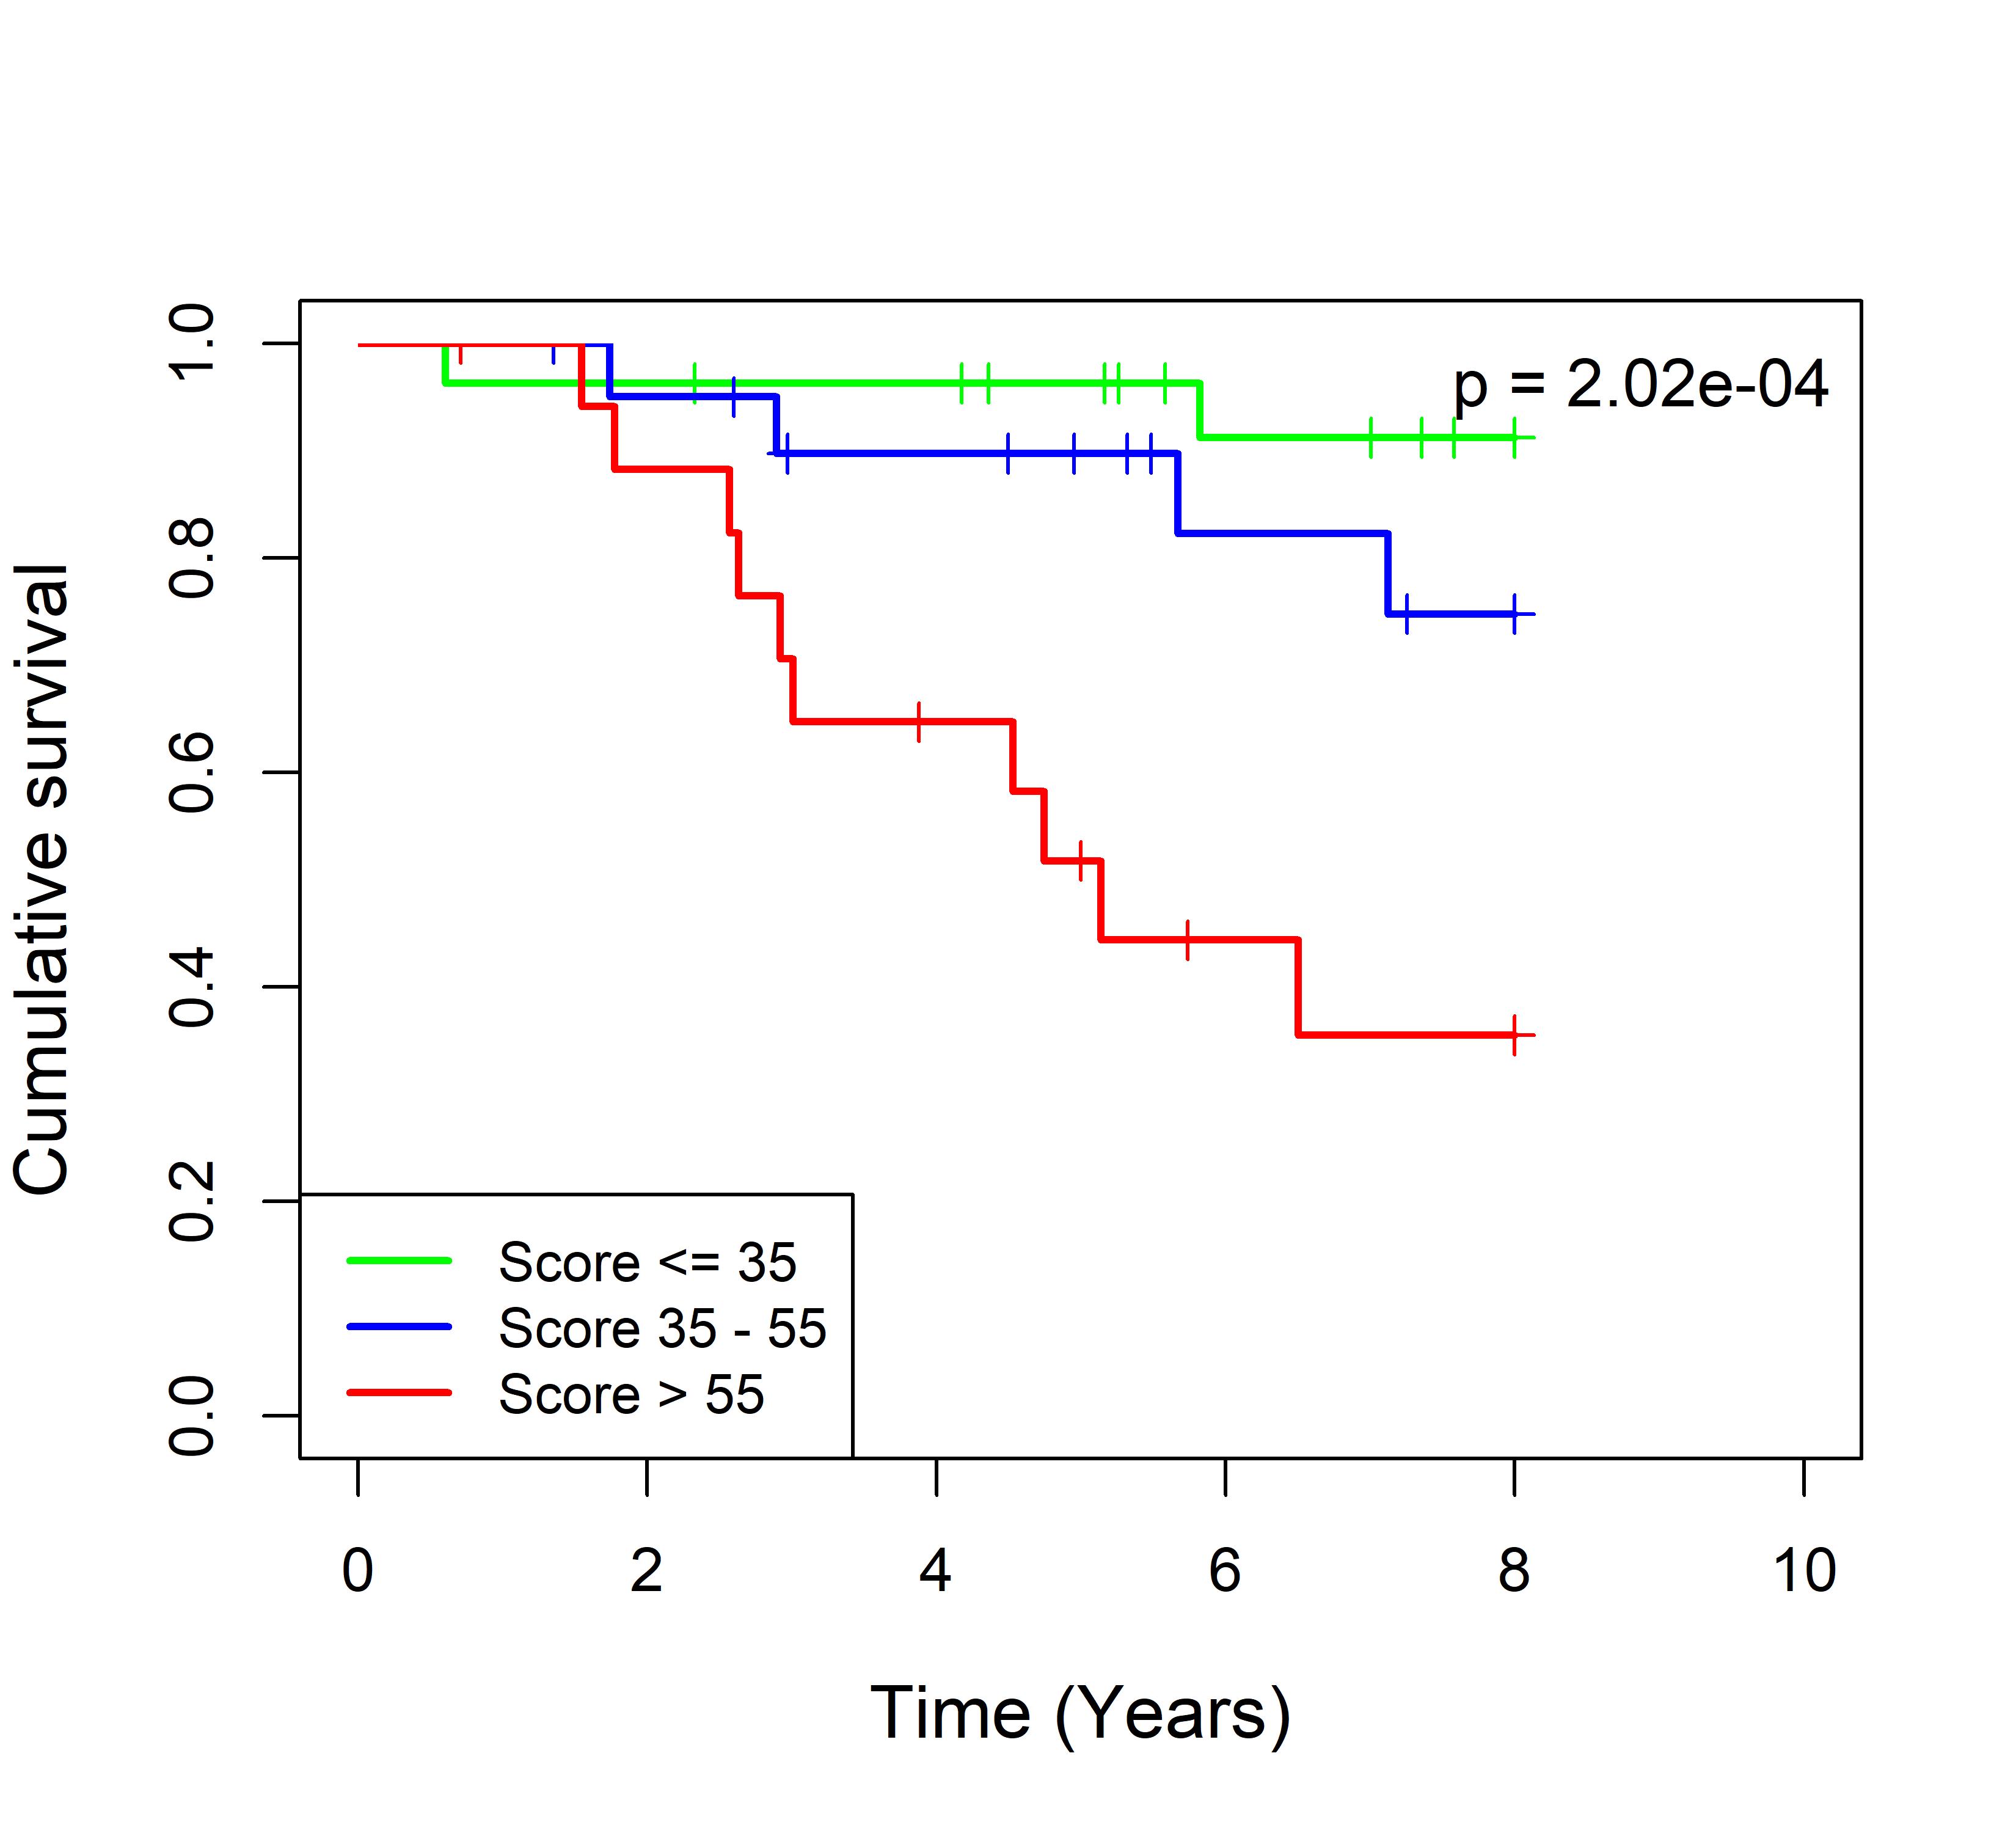 p = 2.02e-04
Cumulative survival
1.0
0.8
0.6
0.4
0.2
0.0
Score <= 35
Score 35 - 55
Score > 55
0 2 4 6 8 10
Time (Years)